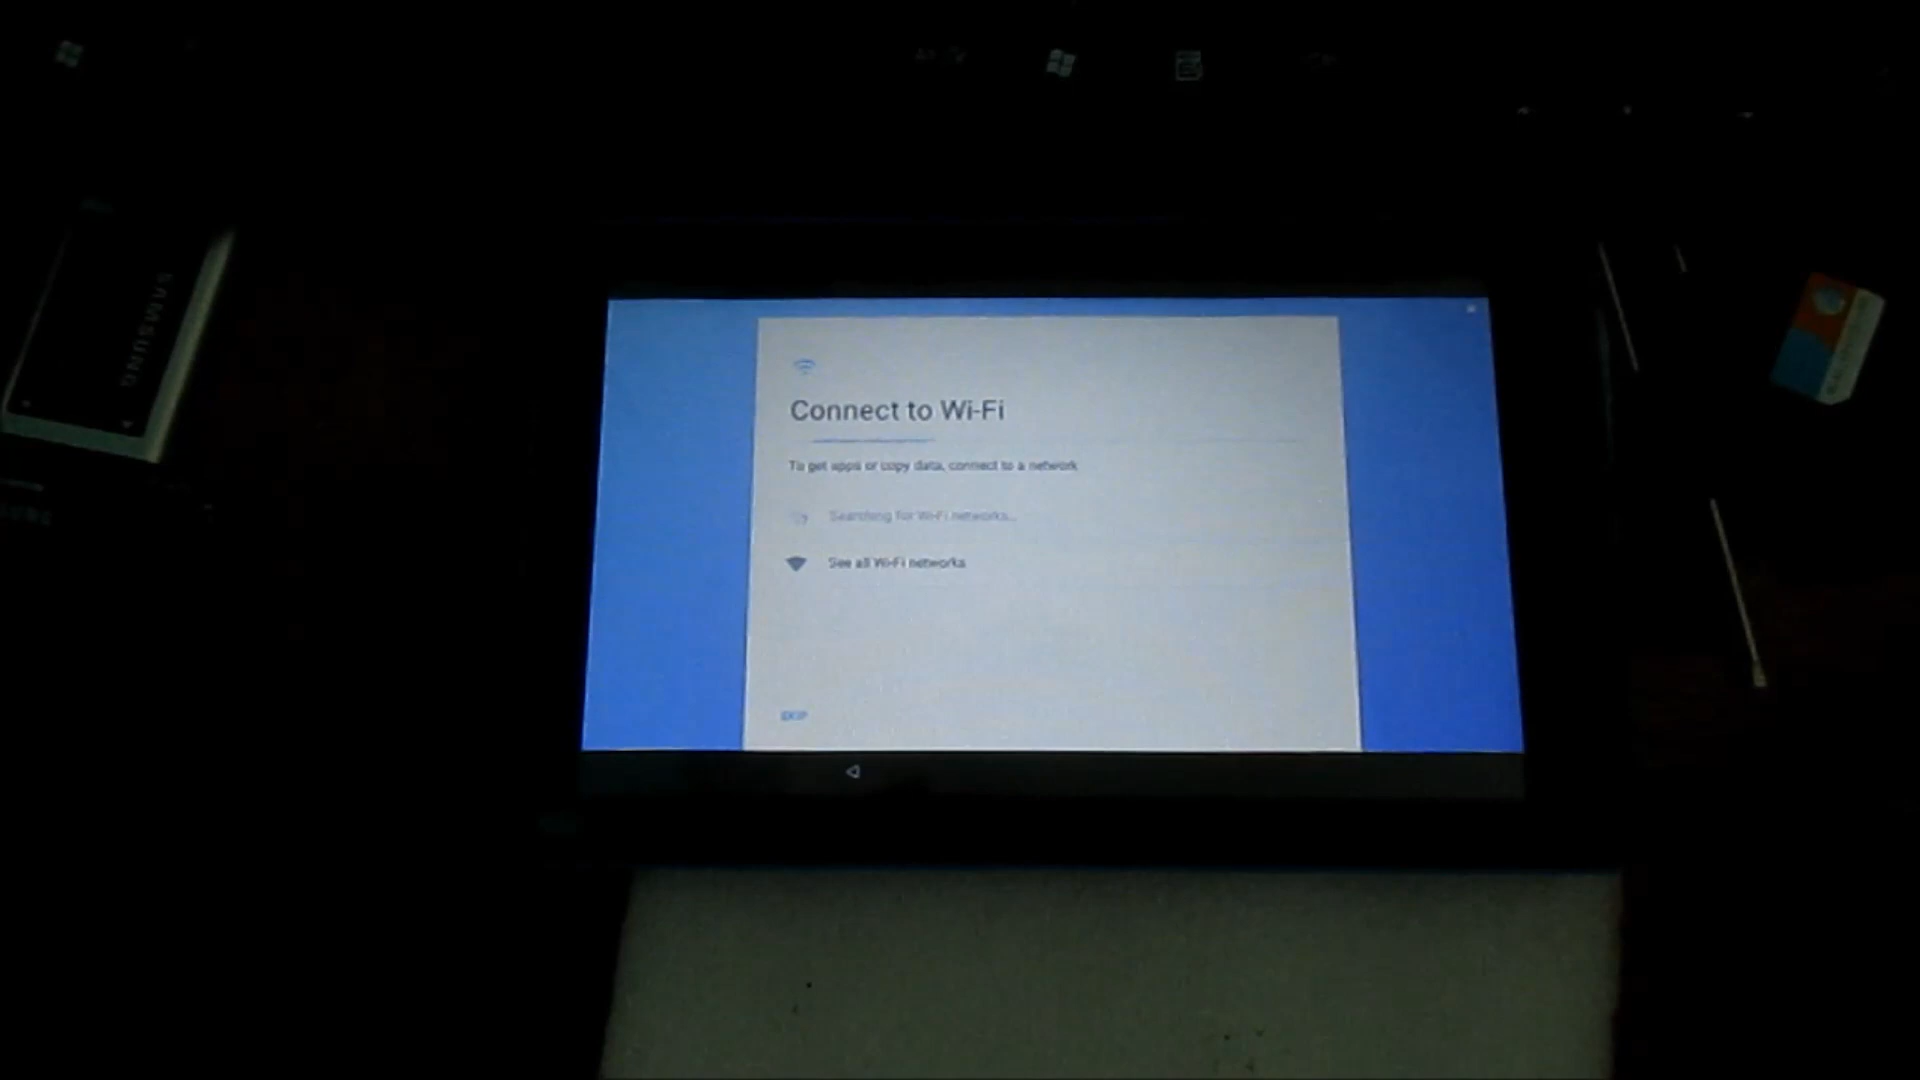 SAMSUNG
Connect to Wi-Fi
To get apps or copy data, connect to a network
Searching for Wi-Fi networks...
See all Wi-Fi networks
SKIP